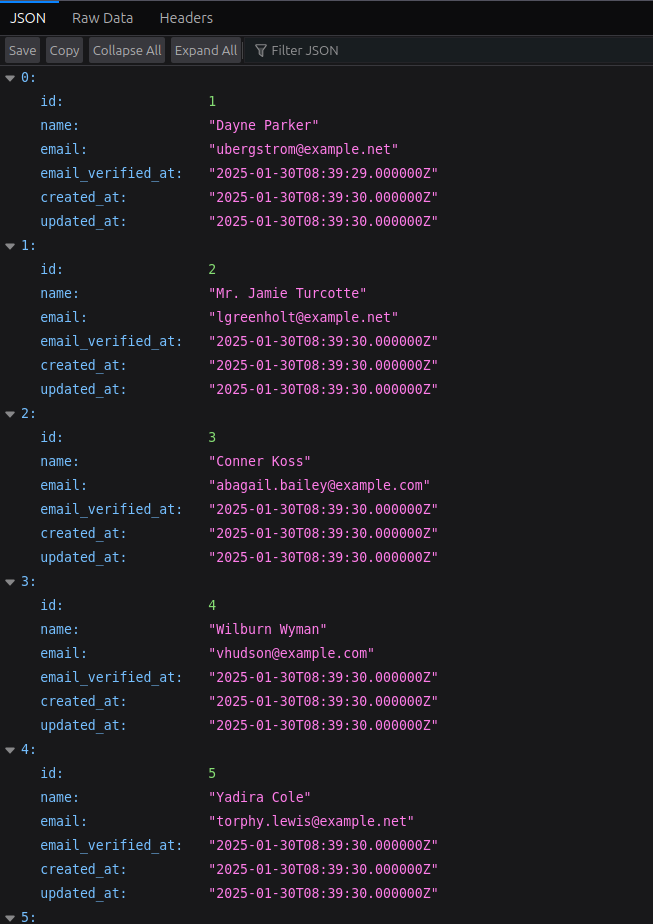 JSON Raw Data Headers
Save Copy Collapse All Expand All Filter JSON
0:
id: 1
name: "Dayne Parker"
email: "ubergstrom@example.net"
email_verified_at: "2025-01-30T08:39:29.000000Z"
created_at: "2025-01-30T08:39:30.000000Z"
updated_at: "2025-01-30T08:39:30.000000Z"
1:
id: 2
name: "Mr. Jamie Turcotte"
email: "lgreenholt@example.net"
email_verified_at: "2025-01-30T08:39:30.000000Z"
created_at: "2025-01-30T08:39:30.000000Z"
updated_at: "2025-01-30T08:39:30.000000Z"
2:
id: 3
name: "Conner Koss"
email: "abagail.bailey@example.com"
email_verified_at: "2025-01-30T08:39:30.000000Z"
created_at: "2025-01-30T08:39:30.000000Z"
updated_at: "2025-01-30T08:39:30.000000Z"
3:
id: 4
name: "Wilburn Wyman"
email: "vhudson@example.com"
email_verified_at: "2025-01-30T08:39:30.000000Z"
created_at: "2025-01-30T08:39:30.000000Z"
updated_at: "2025-01-30T08:39:30.000000Z"
4:
id: 5
name: "Yadira Cole"
email: "torphy.lewis@example.net"
email_verified_at: "2025-01-30T08:39:30.000000Z"
created_at: "2025-01-30T08:39:30.000000Z"
updated_at: "2025-01-30T08:39:30.000000Z"
5: